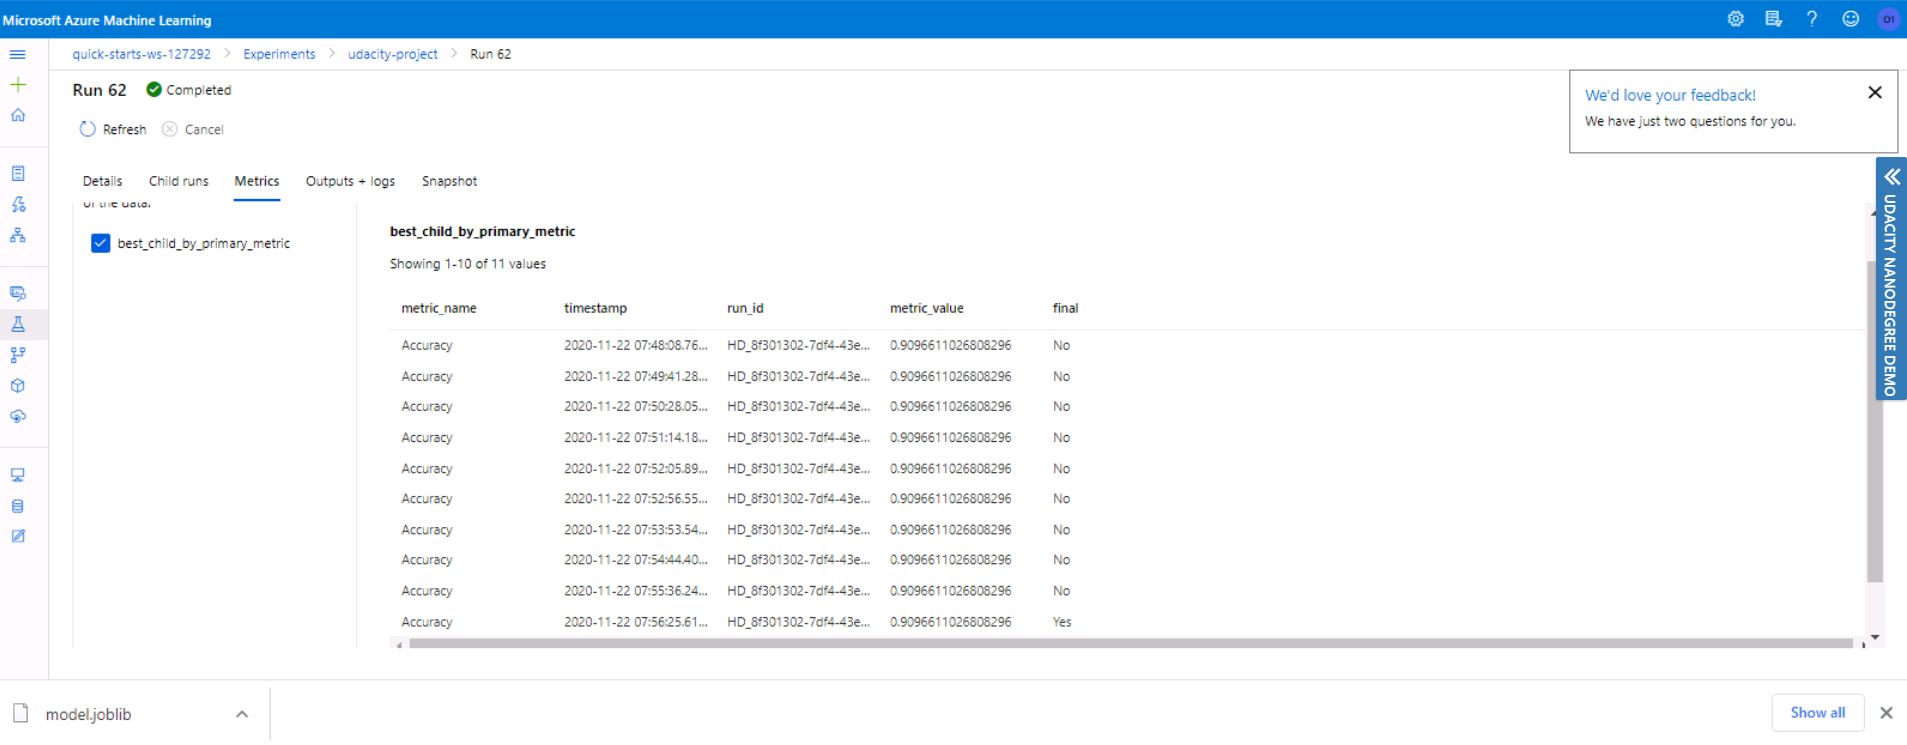 Microsoft Azure Machine Learning
?
O1
quick-starts-ws-127292 > Experiments > udacity-project > Run 62
Run 62 Completed
Refresh Cancel
We'd love your feedback!
We have just two questions for you.
Details Child runs Metrics Outputs + logs Snapshot
of the data.
best_child_by_primary_metric
best_child_by_primary_metric
Showing 1-10 of 11 values
metric_name timestamp run_id metric_value final
Accuracy 2020-11-22 07:48:08.76... HD_8f301302-7df4-43e... 0.9096611026808296 No
Accuracy 2020-11-22 07:49:41.28... HD_8f301302-7df4-43e... 0.9096611026808296 No
Accuracy 2020-11-22 07:50:28.05... HD_8f301302-7df4-43e... 0.9096611026808296 No
Accuracy 2020-11-22 07:51:14.18... HD_8f301302-7df4-43e... 0.9096611026808296 No
Accuracy 2020-11-22 07:52:05.89... HD_8f301302-7df4-43e... 0.9096611026808296 No
Accuracy 2020-11-22 07:52:56.55... HD_8f301302-7df4-43e... 0.9096611026808296 No
Accuracy 2020-11-22 07:53:53.54... HD_8f301302-7df4-43e... 0.9096611026808296 No
Accuracy 2020-11-22 07:54:44.40... HD_8f301302-7df4-43e... 0.9096611026808296 No
Accuracy 2020-11-22 07:55:36.24... HD_8f301302-7df4-43e... 0.9096611026808296 No
Accuracy 2020-11-22 07:56:25.61... HD_8f301302-7df4-43e... 0.9096611026808296 Yes
UDACITY NANODEGREE DEMO
model.joblib
Show all